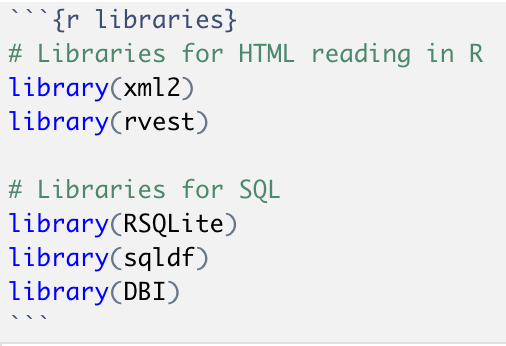 ```{r libraries}
# Libraries for HTML reading in R
library(xml2)
library(rvest)

# Libraries for SQL
library(RSQLite)
library(sqldf)
library(DBI)
```